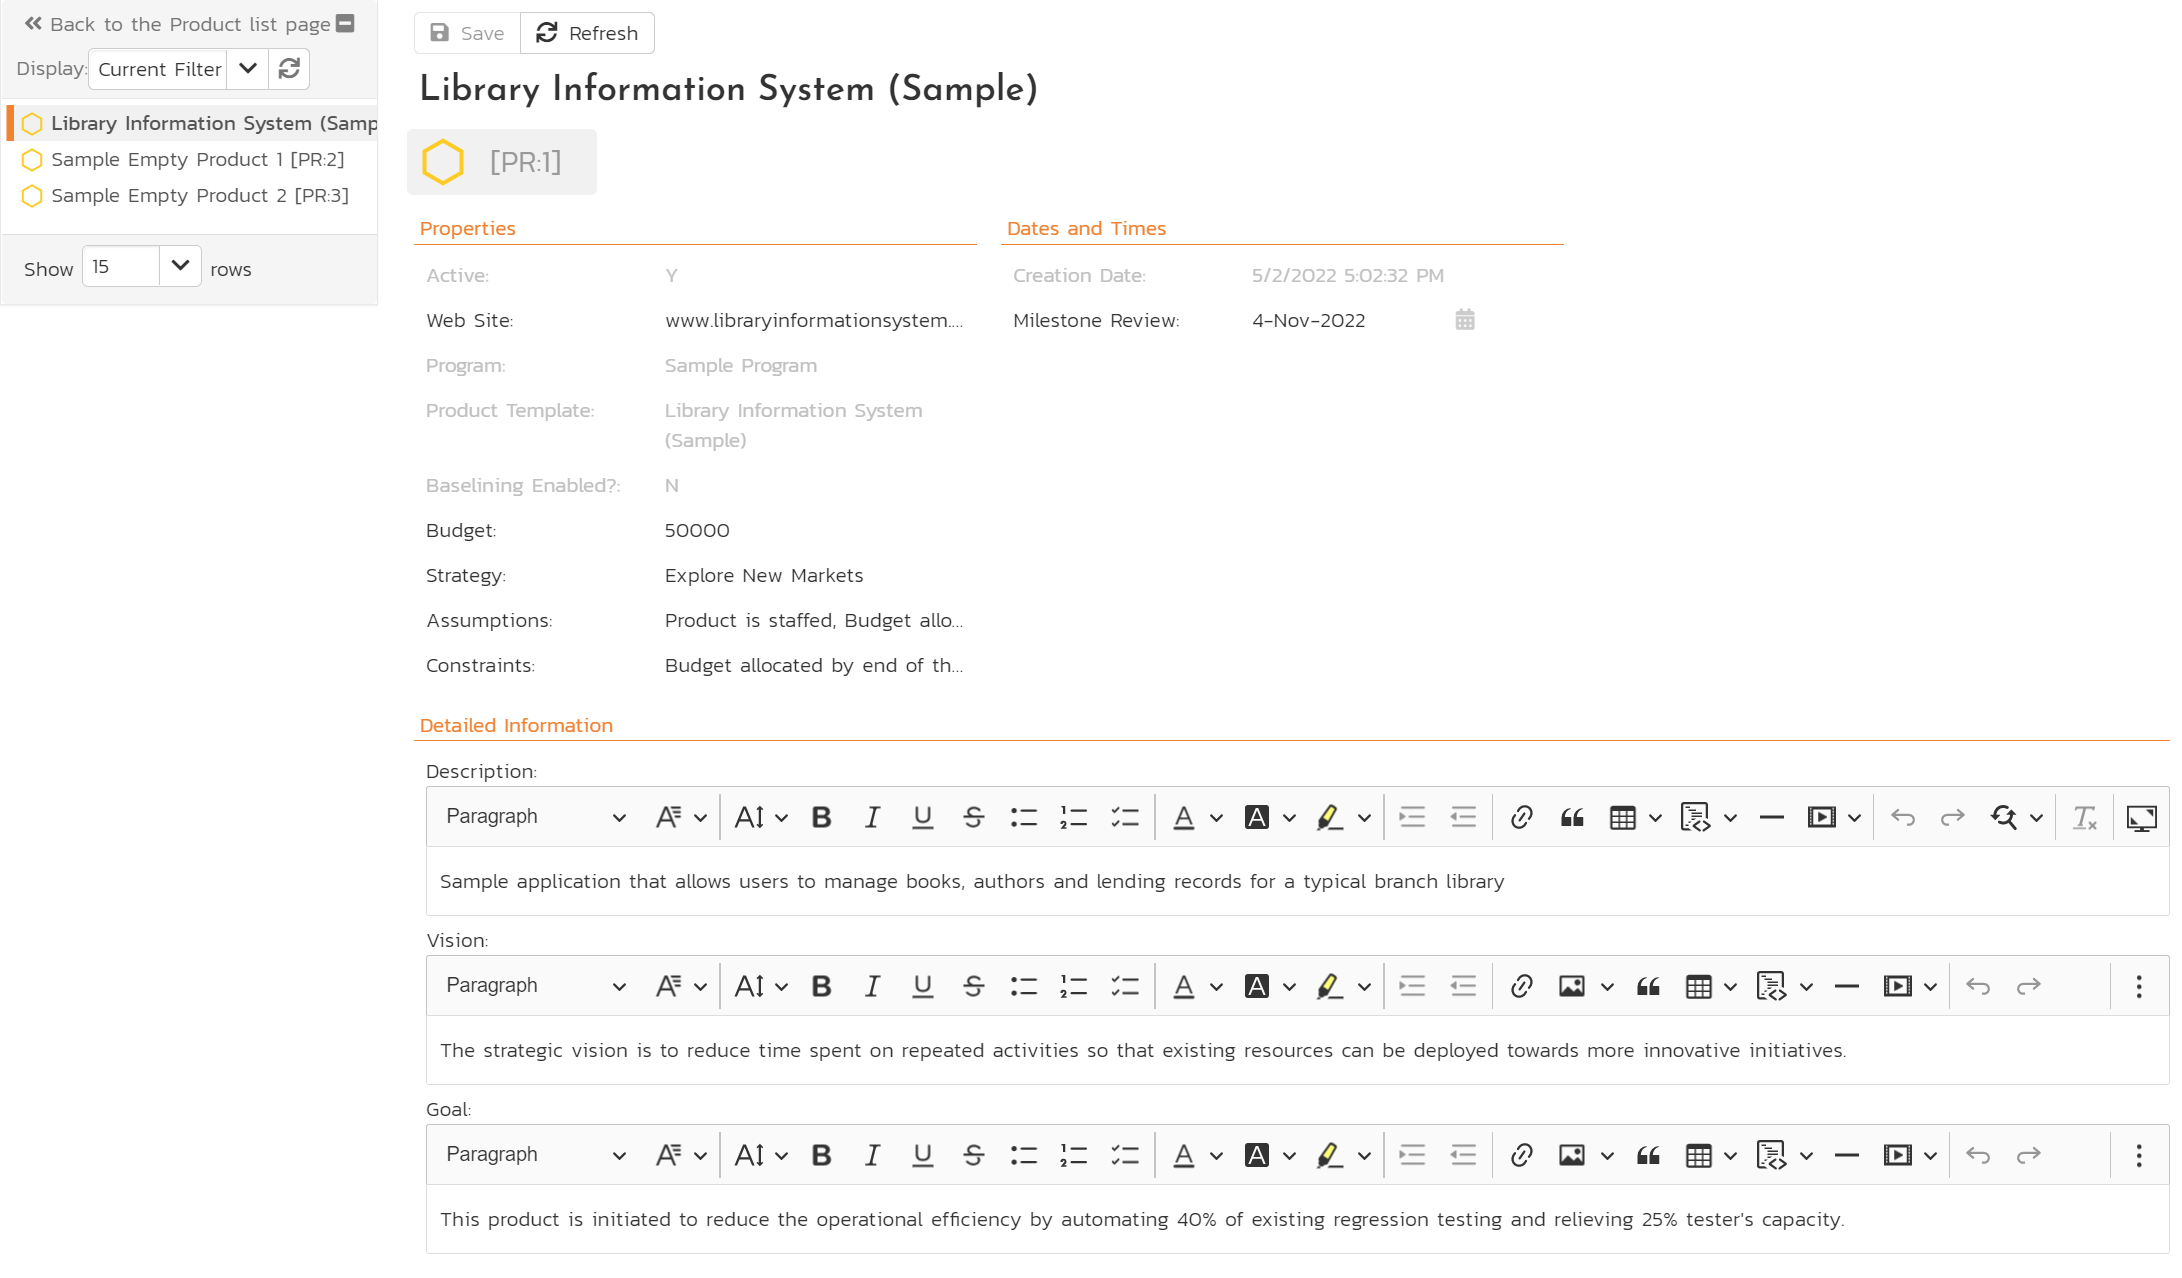 Back to the Product list page
Display: Current Filter
Library Information System (Samp
Sample Empty Product 1 [PR:2]
Sample Empty Product 2 [PR:3]
Show 15 rows
Save Refresh
Library Information System (Sample)
[PR:1]
Properties
Active: Y
Web Site: www.libraryinformationsystem....
Program: Sample Program
Product Template: Library Information System
(Sample)
Baselining Enabled?: N
Budget: 50000
Strategy: Explore New Markets
Assumptions: Product is staffed, Budget allo...
Constraints: Budget allocated by end of th...
Dates and Times
Creation Date: 5/2/2022 5:02:32 PM
Milestone Review: 4-Nov-2022
Detailed Information
Description:
Paragraph
Sample application that allows users to manage books, authors and lending records for a typical branch library
Vision:
Paragraph
The strategic vision is to reduce time spent on repeated activities so that existing resources can be deployed towards more innovative initiatives.
Goal:
Paragraph
This product is initiated to reduce the operational efficiency by automating 40% of existing regression testing and relieving 25% tester's capacity.